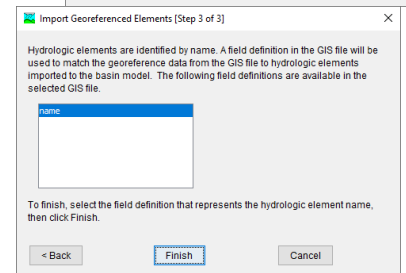 Import Georeferenced Elements [Step 3 of 3]
Hydrologic elements are identified by name. A field definition in the GIS file will be
used to match the georeference data from the GIS file to hydrologic elements
imported to the basin model. The following field definitions are available in the
selected GIS file.
name
To finish, select the field definition that represents the hydrologic element name,
then click Finish.
< Back Finish Cancel